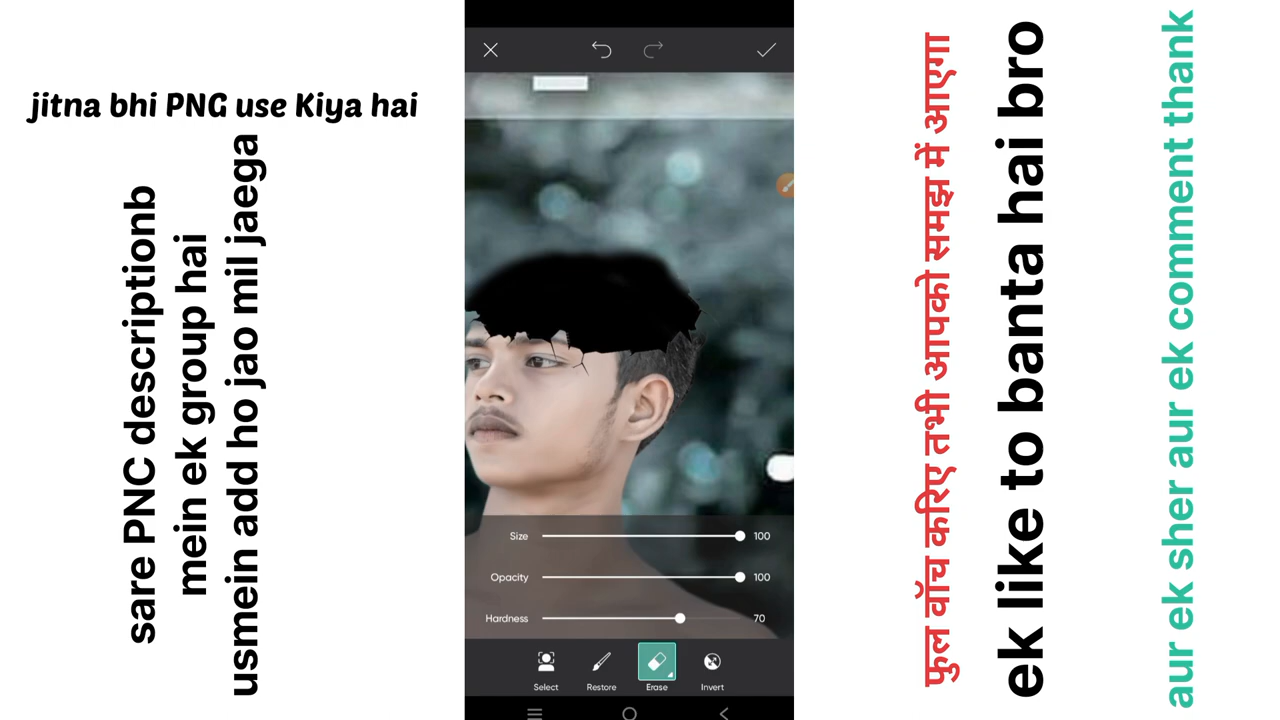 jitna bhi PNG use Kiya hai
sare PNC descriptionb
mein ek group hai
usmein add ho jao mil jaega
Size 100
Opacity 100
Hardness 70
Select Restore Erase Invert
फुल वॉच करिए तभी आपको समझ में आएगा
ek like to banta hai bro
aur ek sher aur ek comment thank